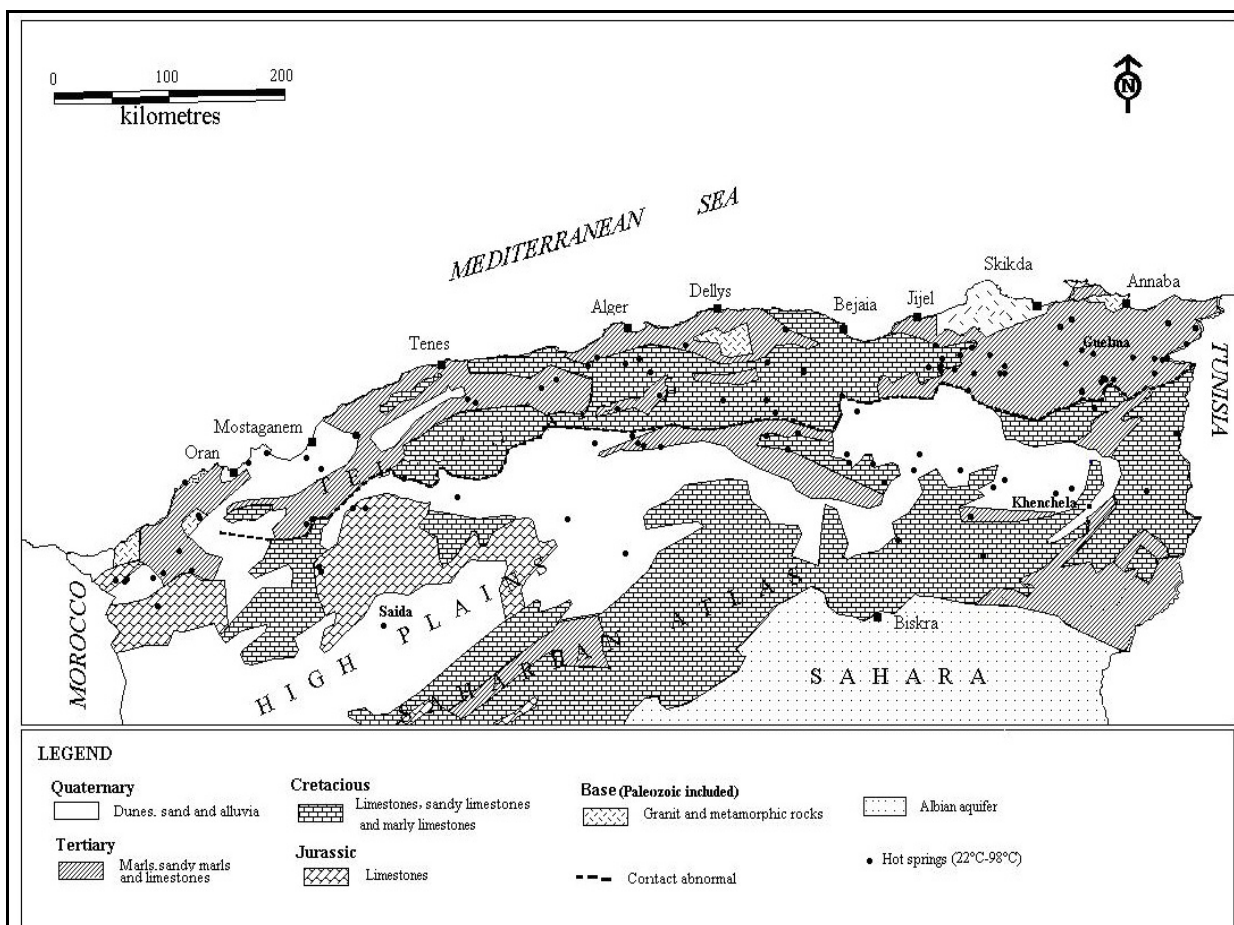 0 100 200
kilometres
N
MEDITERRANEAN SEA
Skikda
Annaba
Dellys
Alger
Bejaia
Jijel
Guelma
Tenes
TUNISIA
Mostaganem
Oran
TEL
Khenchela
MOROCCO
Saida
HIGH PLAINS
SAHARIAN ATLAS
Biskra
SAHARA
LEGEND
Quaternary
Dunes. sand and alluvia
Tertiary
Marls.sandy marls
and limestones
Cretacious
Limestones, sandy limestones
and marly limestones
Jurassic
Limestones
Base (Paleozoic included)
Granit and metamorphic rocks
Contact abnormal
Albian aquifer
Hot springs (22°C-98°C)